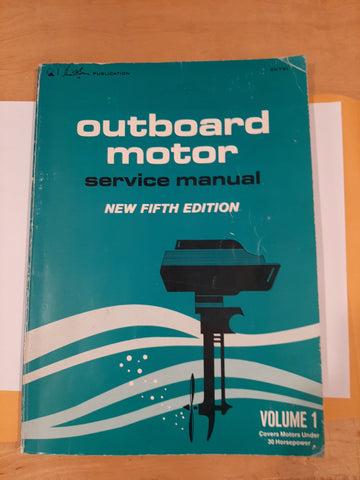 PUBLICATION
outboard
motor
service manual
NEW FIFTH EDITION
VOLUME 1
Covers Motors Under
30 Horsepower